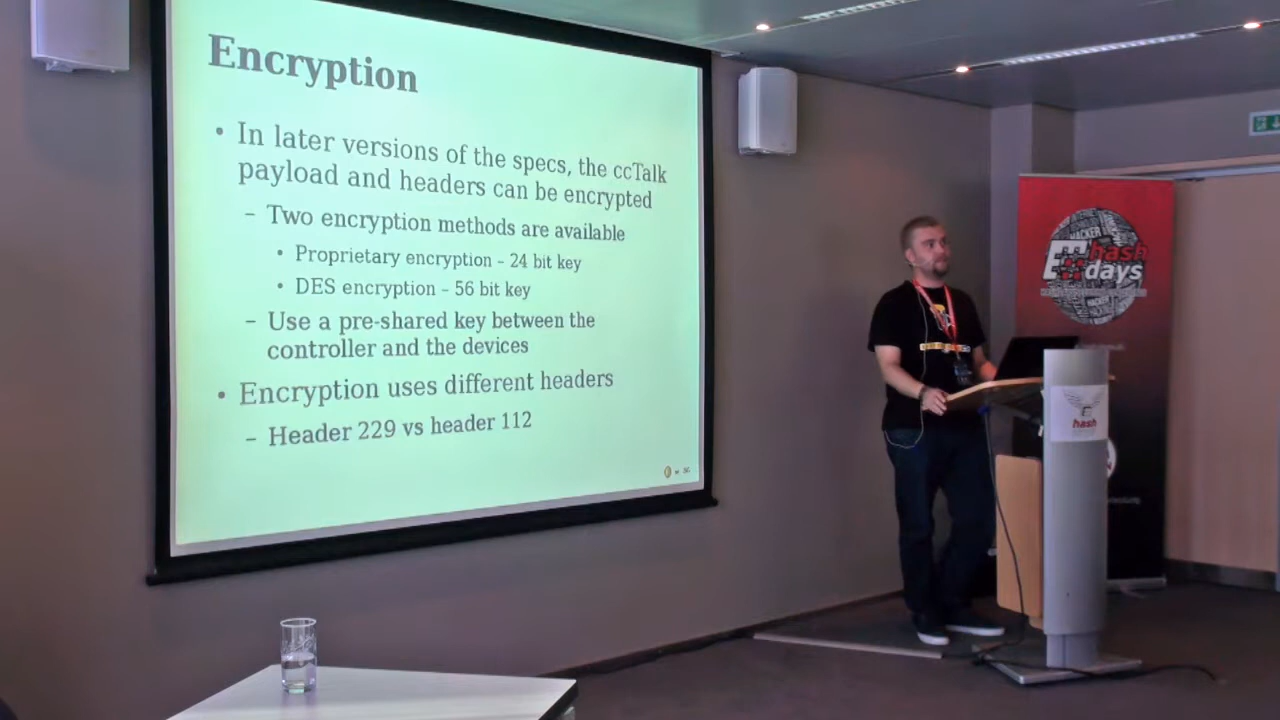 Encryption
• In later versions of the specs, the ccTalk
payload and headers can be encrypted
– Two encryption methods are available
• Proprietary encryption – 24 bit key
• DES encryption – 56 bit key
– Use a pre-shared key between the
controller and the devices
• Encryption uses different headers
– Header 229 vs header 112
HACKER
hash
days
hash